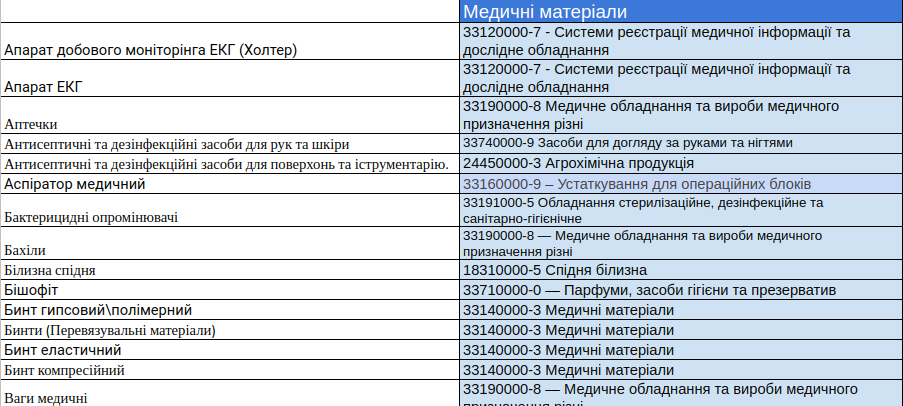 Медичні матеріали
Апарат добового моніторінга ЕКГ (Холтер)
33120000-7 - Системи реєстрації медичної інформації та
дослідне обладнання
Апарат ЕКГ
33120000-7 - Системи реєстрації медичної інформації та
дослідне обладнання
Аптечки
33190000-8 Медичне обладнання та вироби медичного
призначення різні
Антисептичні та дезінфекційні засоби для рук та шкіри
33740000-9 Засоби для догляду за руками та нігтями
Антисептичні та дезінфекційні засоби для поверхонь та іструментарію.
24450000-3 Агрохімічна продукція
Аспіратор медичний
33160000-9 – Устаткування для операційних блоків
Бактерицидні опромінювачі
33191000-5 Обладнання стерилізаційне, дезінфекційне та
санітарно-гігієнічне
Бахіли
33190000-8 — Медичне обладнання та вироби медичного
призначення різні
Білизна спідня
18310000-5 Спідня білизна
Бішофіт
33710000-0 — Парфуми, засоби гігієни та презерватив
Бинт гипсовий\полімерний
33140000-3 Медичні матеріали
Бинти (Перевязувальні матеріали)
33140000-3 Медичні матеріали
Бинт еластичний
33140000-3 Медичні матеріали
Бинт компресійний
33140000-3 Медичні матеріали
Ваги медичні
33190000-8 — Медичне обладнання та вироби медичного
призначення різні